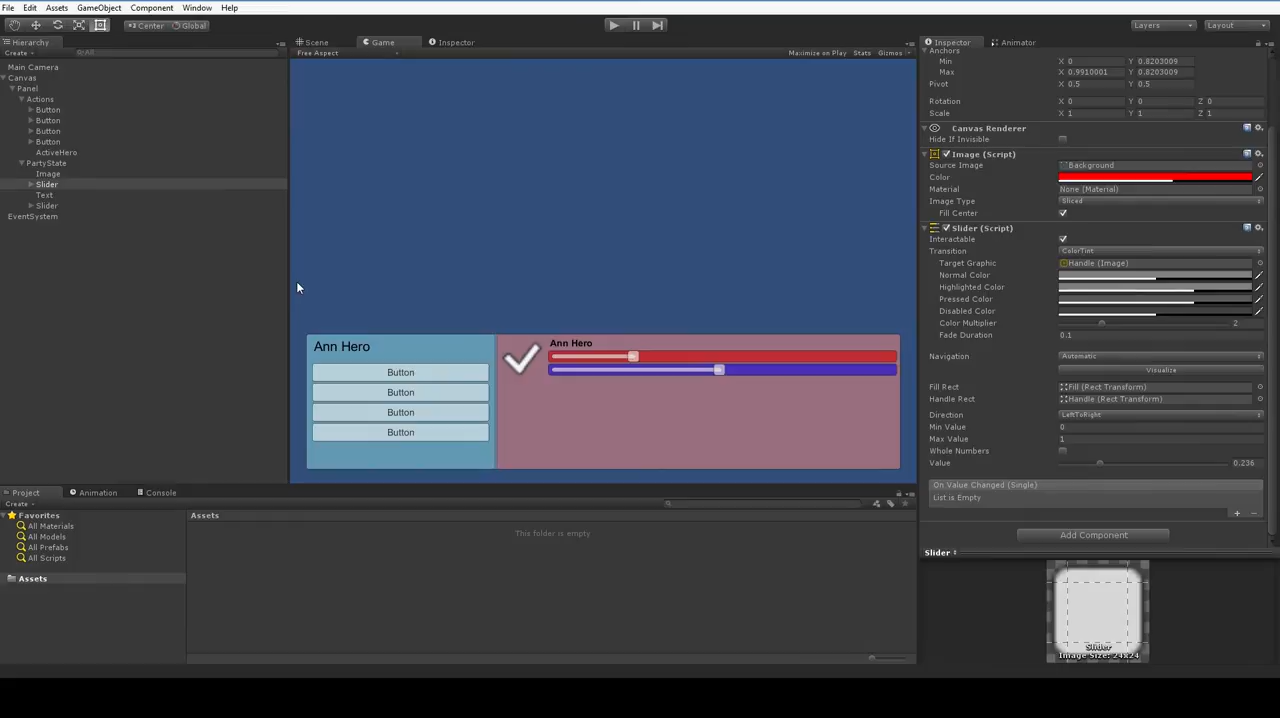 File Edit Assets GameObject Component Window Help
Center Global Layers Layout
Hierarchy Scene Game Inspector Inspector Animator
Create All Free Aspect Maximize on Play Stats Gizmos
Main Camera
Canvas
Panel
Actions
Button
Button
Button
Button
ActiveHero
PartyState
Image
Slider
Text
Slider
EventSystem
Ann Hero
Button
Button
Button
Button
Ann Hero
Anchors
Min X 0 Y 0.8203009
Max X 0.9910001 Y 0.8203009
Pivot X 0.5 Y 0.5
Rotation X 0 Y 0 Z 0
Scale X 1 Y 1 Z 1
Canvas Renderer
Hide If Invisible
Image (Script)
Source Image Background
Color
Material None (Material)
Image Type Sliced
Fill Center
Slider (Script)
Interactable
Transition ColorTint
Target Graphic Handle (Image)
Normal Color
Highlighted Color
Pressed Color
Disabled Color
Color Multiplier 2
Fade Duration 0.1
Navigation Automatic
Visualize
Fill Rect Fill (Rect Transform)
Handle Rect Handle (Rect Transform)
Direction LeftToRight
Min Value 0
Max Value 1
Whole Numbers
Value 0.236
On Value Changed (Single)
List is Empty
Add Component
Slider
Slider
Image Size: 24x24
Project Animation Console
Create
Favorites
All Materials
All Models
All Prefabs
All Scripts
Assets
Assets
This folder is empty